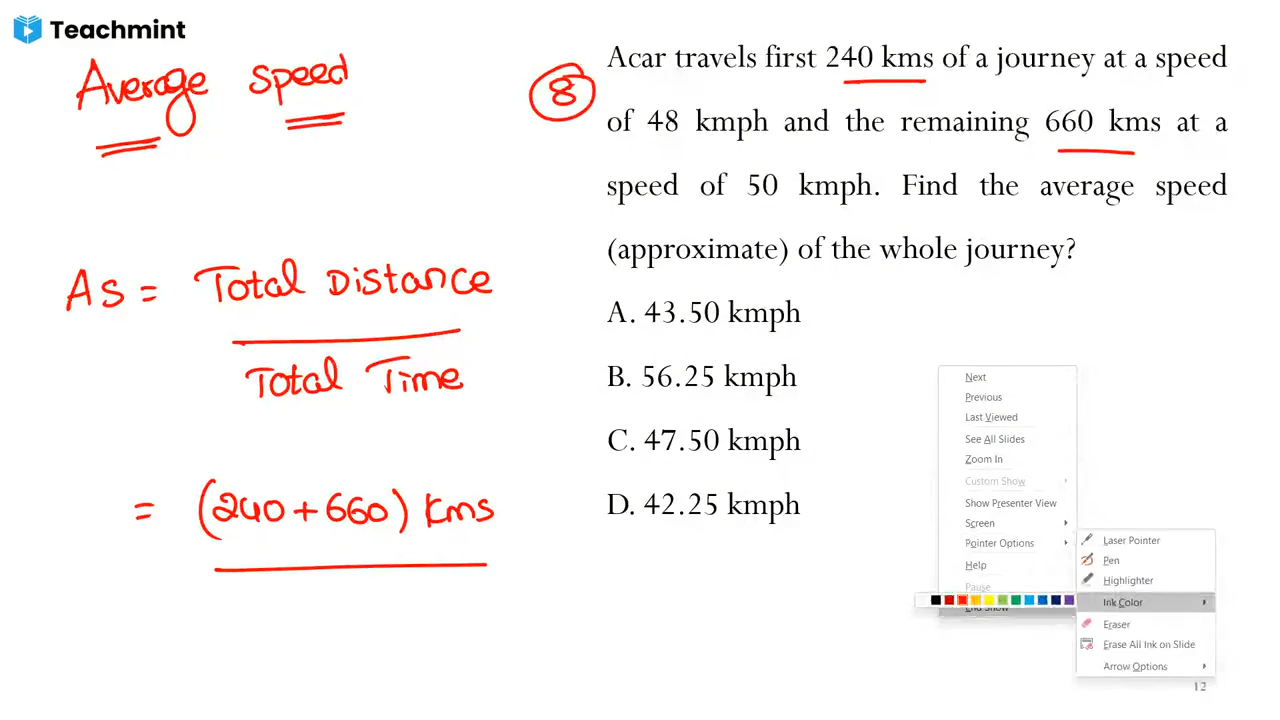 Teachmint
Average speed
AS = Total Distance
Total Time
= (240 + 660) kms
8
Acar travels first 240 kms of a journey at a speed
of 48 kmph and the remaining 660 kms at a
speed of 50 kmph. Find the average speed
(approximate) of the whole journey?
A. 43.50 kmph
B. 56.25 kmph
C. 47.50 kmph
D. 42.25 kmph
Next
Previous
Last Viewed
See All Slides
Zoom In
Custom Show
Show Presenter View
Screen
Pointer Options
Help
Pause
End Show
Laser Pointer
Pen
Highlighter
Ink Color
Eraser
Erase All Ink on Slide
Arrow Options
12